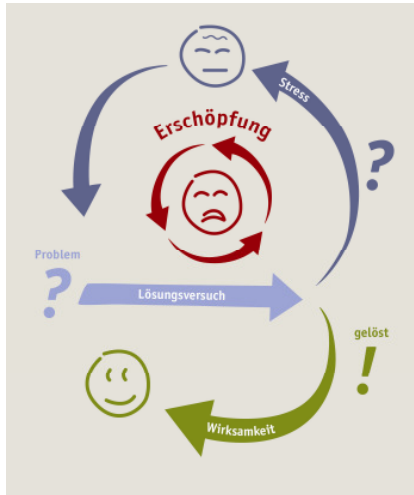 Stress
Erschöpfung
?
Problem
?
Lösungsversuch
gelöst
!
Wirksamkeit